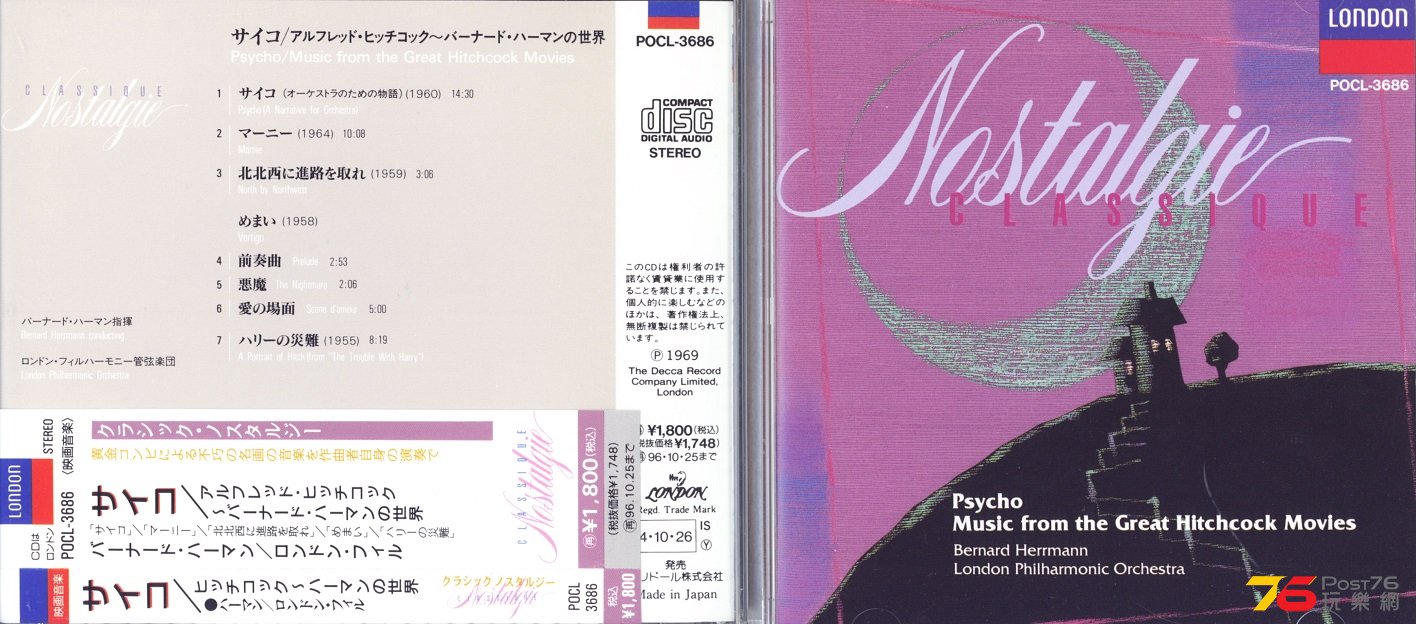 サイコ/アルフレッド・ヒッチコック〜バーナード・ハーマンの世界
Psycho/Music from the Great Hitchcock Movies
CLASSIQUE
Nostalgie
1 サイコ (オーケストラのための物語) (1960) 14:30
Psycho (A Narrative for Orchestra)
2 マーニー (1964) 10:08
Marnie
3 北北西に進路を取れ (1959) 3:06
North by Northwest
めまい (1958)
Vertigo
4 前奏曲 Prelude 2:53
5 悪魔 The Nightmare 2:06
6 愛の場面 Scene d'amour 5:00
7 ハリーの災難 (1955) 8:19
A Portrait of Hitch (from "The Trouble With Harry")
バーナード・ハーマン指揮
Bernard Herrmann conducting
ロンドン・フィルハーモニー管弦楽団
London Philharmonic Orchestra
POCL-3686
COMPACT
disc
DIGITAL AUDIO
STEREO
このCDは権利者の許
諾なく賃貸業に使用す
ることを禁じます。また、
個人的に楽しむなどの
ほかは、著作権法上、
無断複製は禁じられて
います。
Ⓟ 1969
The Decca Record
Company Limited,
London
¥1,800(税込)
税抜価格¥1,748)
96・10・25まで
LONDON
Regd. Trade Mark
4・10・26
IS
Ⓨ
発売
リドール株式会社
Made in Japan
LONDON
CDは
ロンドン
POCL-3686
STEREO
〈映画音楽〉
クラシック・ノスタルジー
黄金コンビによる不朽の名画の音楽を作曲者自身の演奏で
サイコ/アルフレッド・ヒッチコック
〜バーナード・ハーマンの世界
「サイコ」/「マーニー」/「北北西に進路を取れ」/「めまい」/「ハリーの災難」
バーナード・ハーマン/ロンドン・フィル
CLASSIQUE
Nostalgie
再 ¥1,800(税込)
(税抜価格¥1,748)
再96.10.25まで
映画音楽
サイコ/ヒッチコック〜ハーマンの世界
●ハーマン/ロンドン・フィル
クラシック ノスタルジー
Nostalgie
POCL
3686
税込
¥1,800
LONDON
POCL-3686
Nostalgie
CLASSIQUE
Psycho
Music from the Great Hitchcock Movies
Bernard Herrmann
London Philharmonic Orchestra
76 Post76
玩樂網